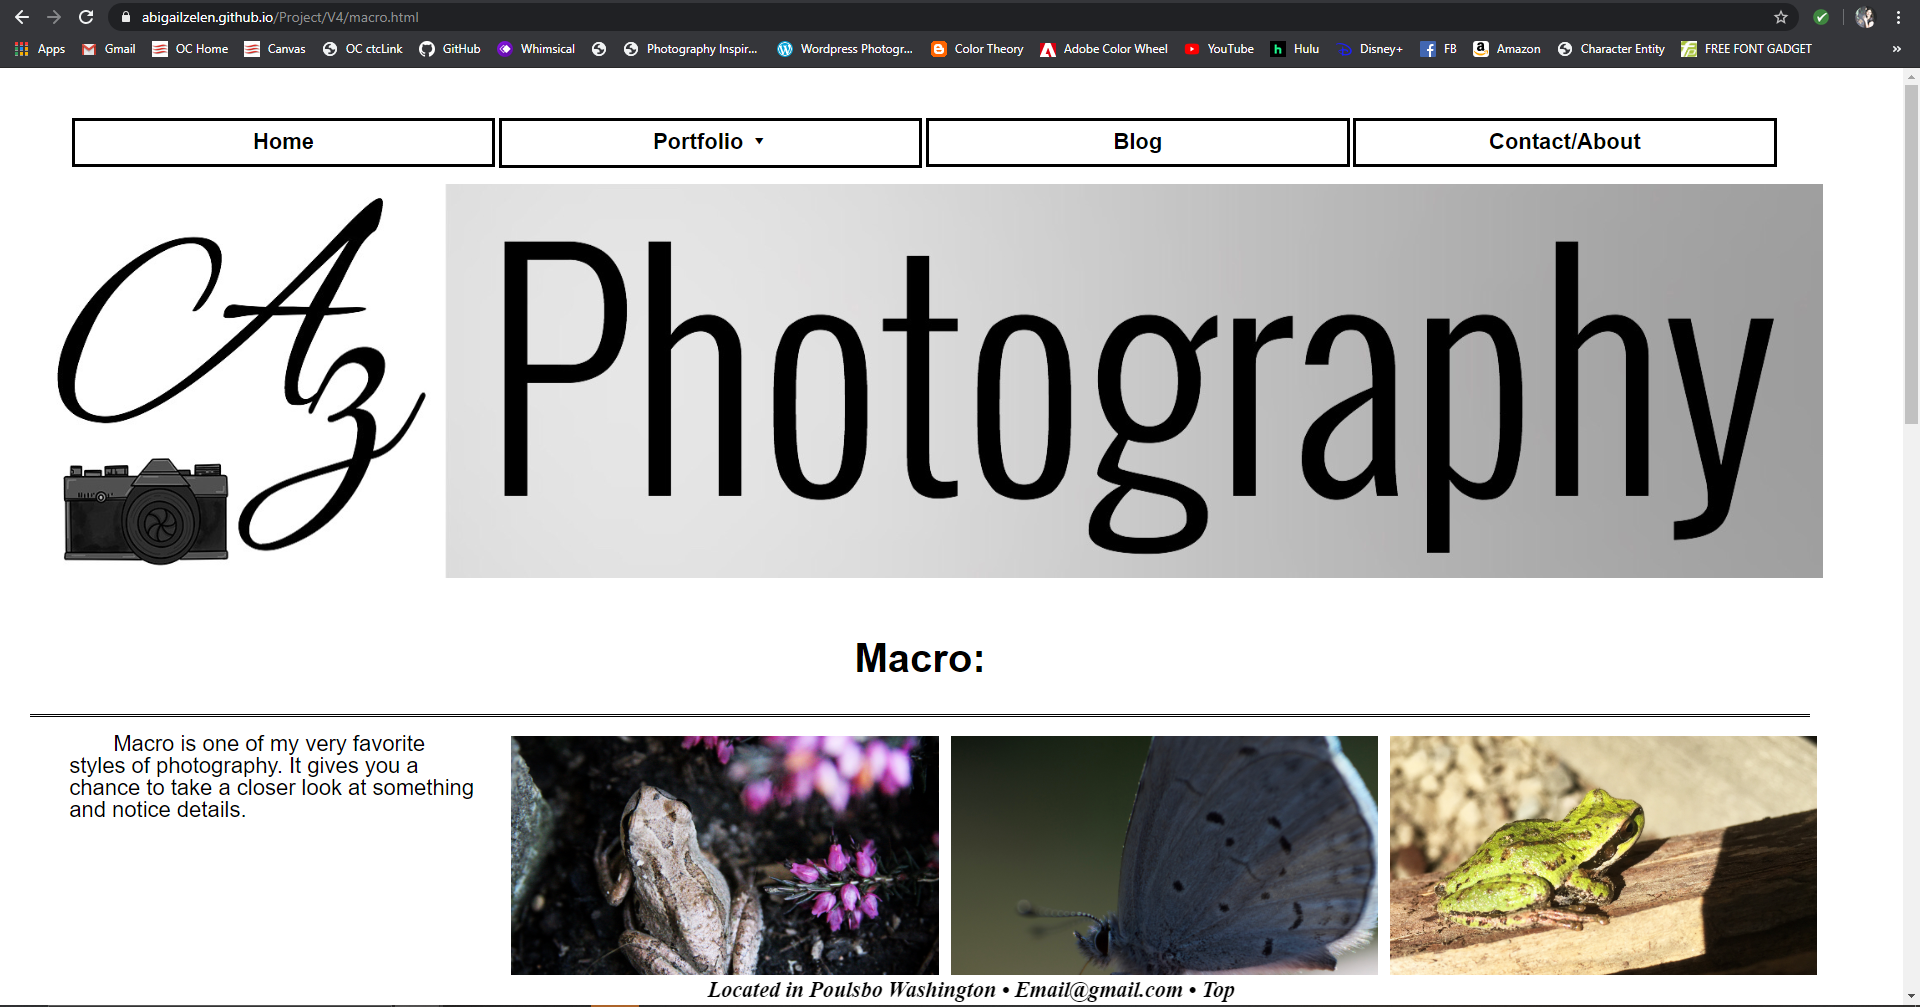 abigailzelen.github.io/Project/V4/macro.html
Apps Gmail OC Home Canvas OC ctcLink GitHub Whimsical Photography Inspir... Wordpress Photogr... Color Theory Adobe Color Wheel YouTube Hulu Disney+ FB Amazon Character Entity FREE FONT GADGET »
Home Portfolio ▼ Blog Contact/About
Az Photography
Macro:
Macro is one of my very favorite
styles of photography. It gives you a
chance to take a closer look at something
and notice details.
Located in Poulsbo Washington • Email@gmail.com • Top